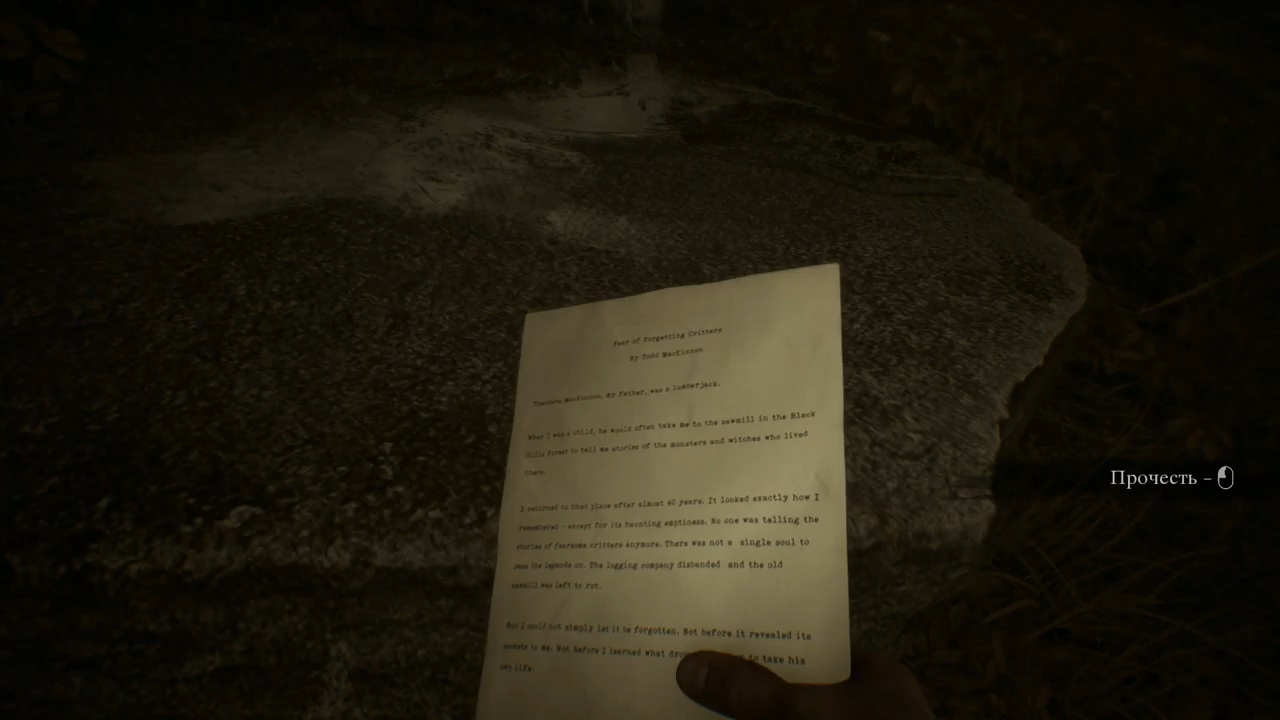 Fear of Forgetting Critters
By Todd MacKinnon
Theodore MacKinnon, my father, was a lumberjack.
When I was a child, he would often take me to the sawmill in the Black
Hills Forest to tell me stories of the monsters and witches who lived
there.
I returned to that place after almost 40 years. It looked exactly how I
remembered - except for its haunting emptiness. No one was telling the
stories of fearsome critters anymore. There was not a single soul to
pass the legends on. The logging company disbanded and the old
sawmill was left to rot.
But I could not simply let it be forgotten. Not before it revealed its
secrets to me. Not before I learned what to take his
own life.
Прочесть –